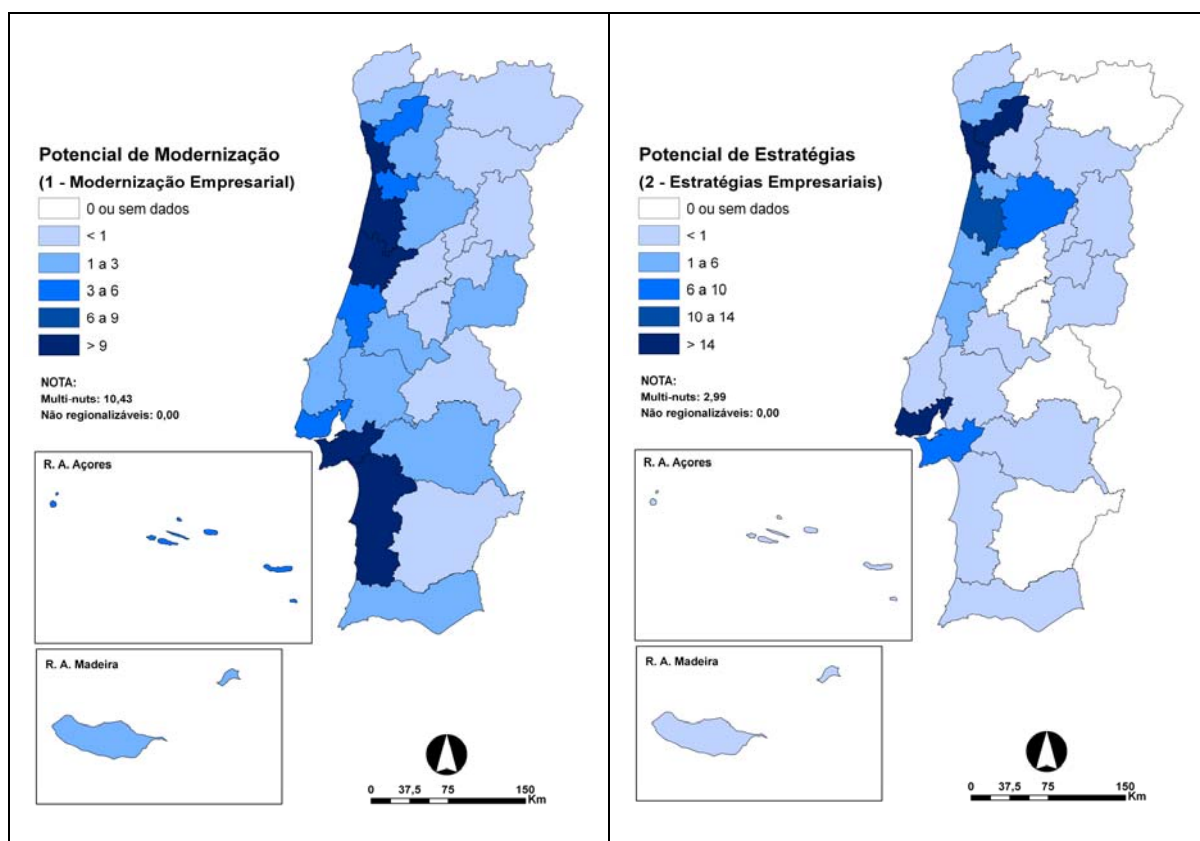 Potencial de Modernização
(1 - Modernização Empresarial)
0 ou sem dados
< 1
1 a 3
3 a 6
6 a 9
> 9
NOTA:
Multi-nuts: 10,43
Não regionalizáveis: 0,00
R. A. Açores
R. A. Madeira
0 37,5 75 150
Km
Potencial de Estratégias
(2 - Estratégias Empresariais)
0 ou sem dados
< 1
1 a 6
6 a 10
10 a 14
> 14
NOTA:
Multi-nuts: 2,99
Não regionalizáveis: 0,00
R. A. Açores
R. A. Madeira
0 37,5 75 150
Km